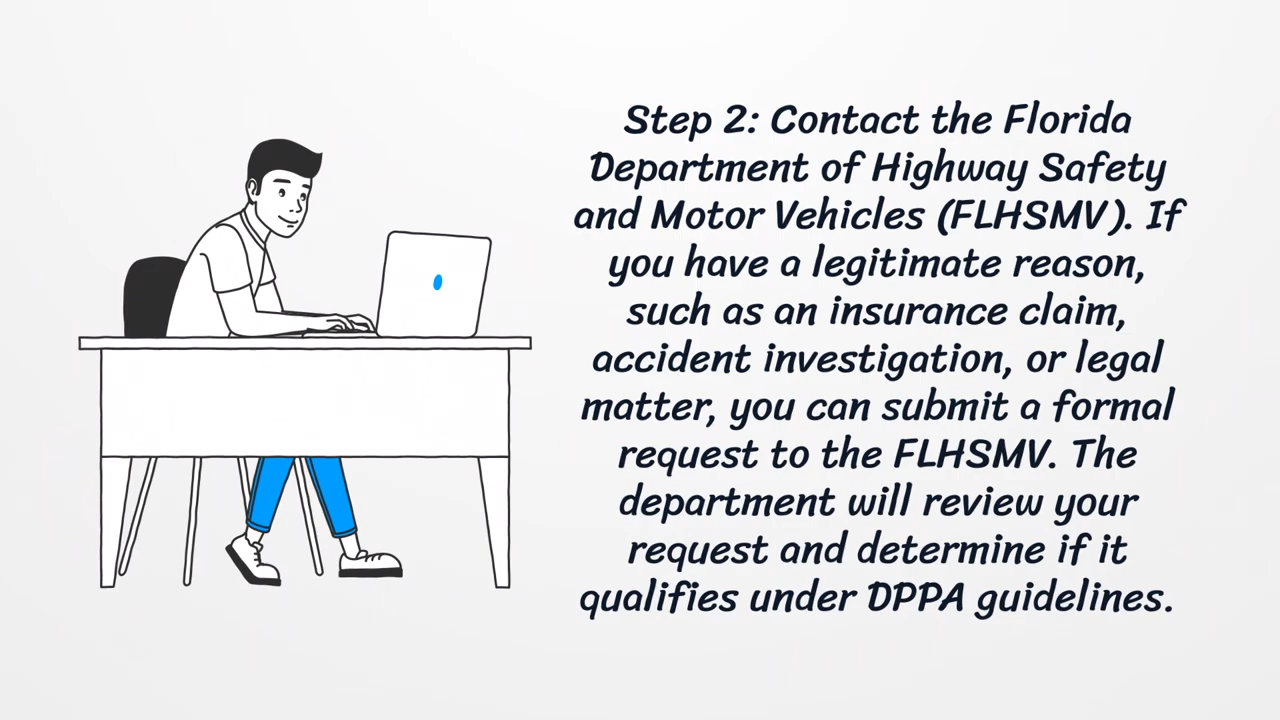 Step 2: Contact the Florida
Department of Highway Safety
and Motor Vehicles (FLHSMV). If
you have a legitimate reason,
such as an insurance claim,
accident investigation, or legal
matter, you can submit a formal
request to the FLHSMV. The
department will review your
request and determine if it
qualifies under DPPA guidelines.